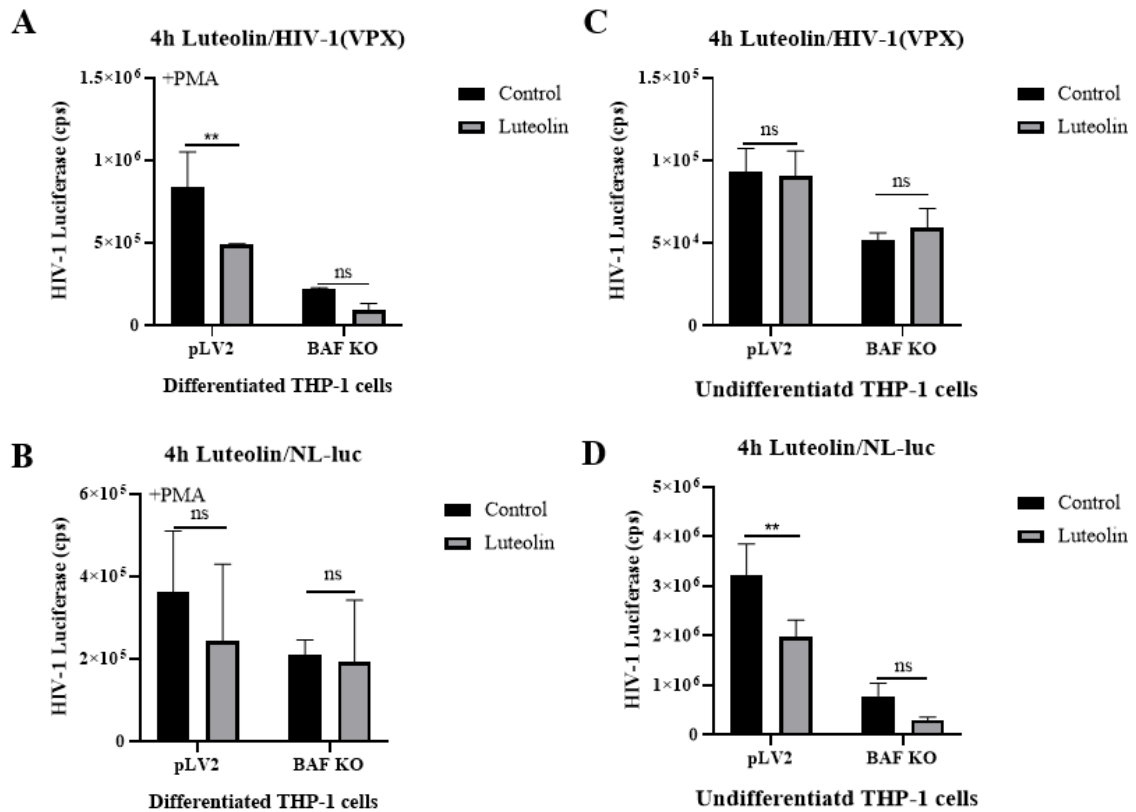 A
4h Luteolin/HIV-1(VPX)
+PMA
HIV-1 Luciferase (cps)
1.5×10⁶
1×10⁶
5×10⁵
0
**
ns
pLV2
BAF KO
Differentiated THP-1 cells
Control
Luteolin
C
4h Luteolin/HIV-1(VPX)
HIV-1 Luciferase (cps)
1.5×10⁵
1×10⁵
5×10⁴
0
ns
ns
pLV2
BAF KO
Undifferentiatd THP-1 cells
Control
Luteolin
B
4h Luteolin/NL-luc
+PMA
HIV-1 Luciferase (cps)
6×10⁵
4×10⁵
2×10⁵
0
ns
ns
pLV2
BAF KO
Differentiated THP-1 cells
Control
Luteolin
D
4h Luteolin/NL-luc
HIV-1 Luciferase (cps)
5×10⁶
4×10⁶
3×10⁶
2×10⁶
1×10⁶
0
**
ns
pLV2
BAF KO
Undifferentiatd THP-1 cells
Control
Luteolin